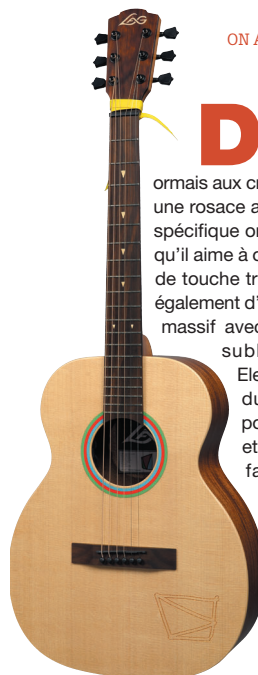 ON A
D
ormais aux cr
une rosace a
spécifique or
qu'il aime à d
de touche tr
également d'
massif avec
subl
Ele
du
po
et
fa
LÂG